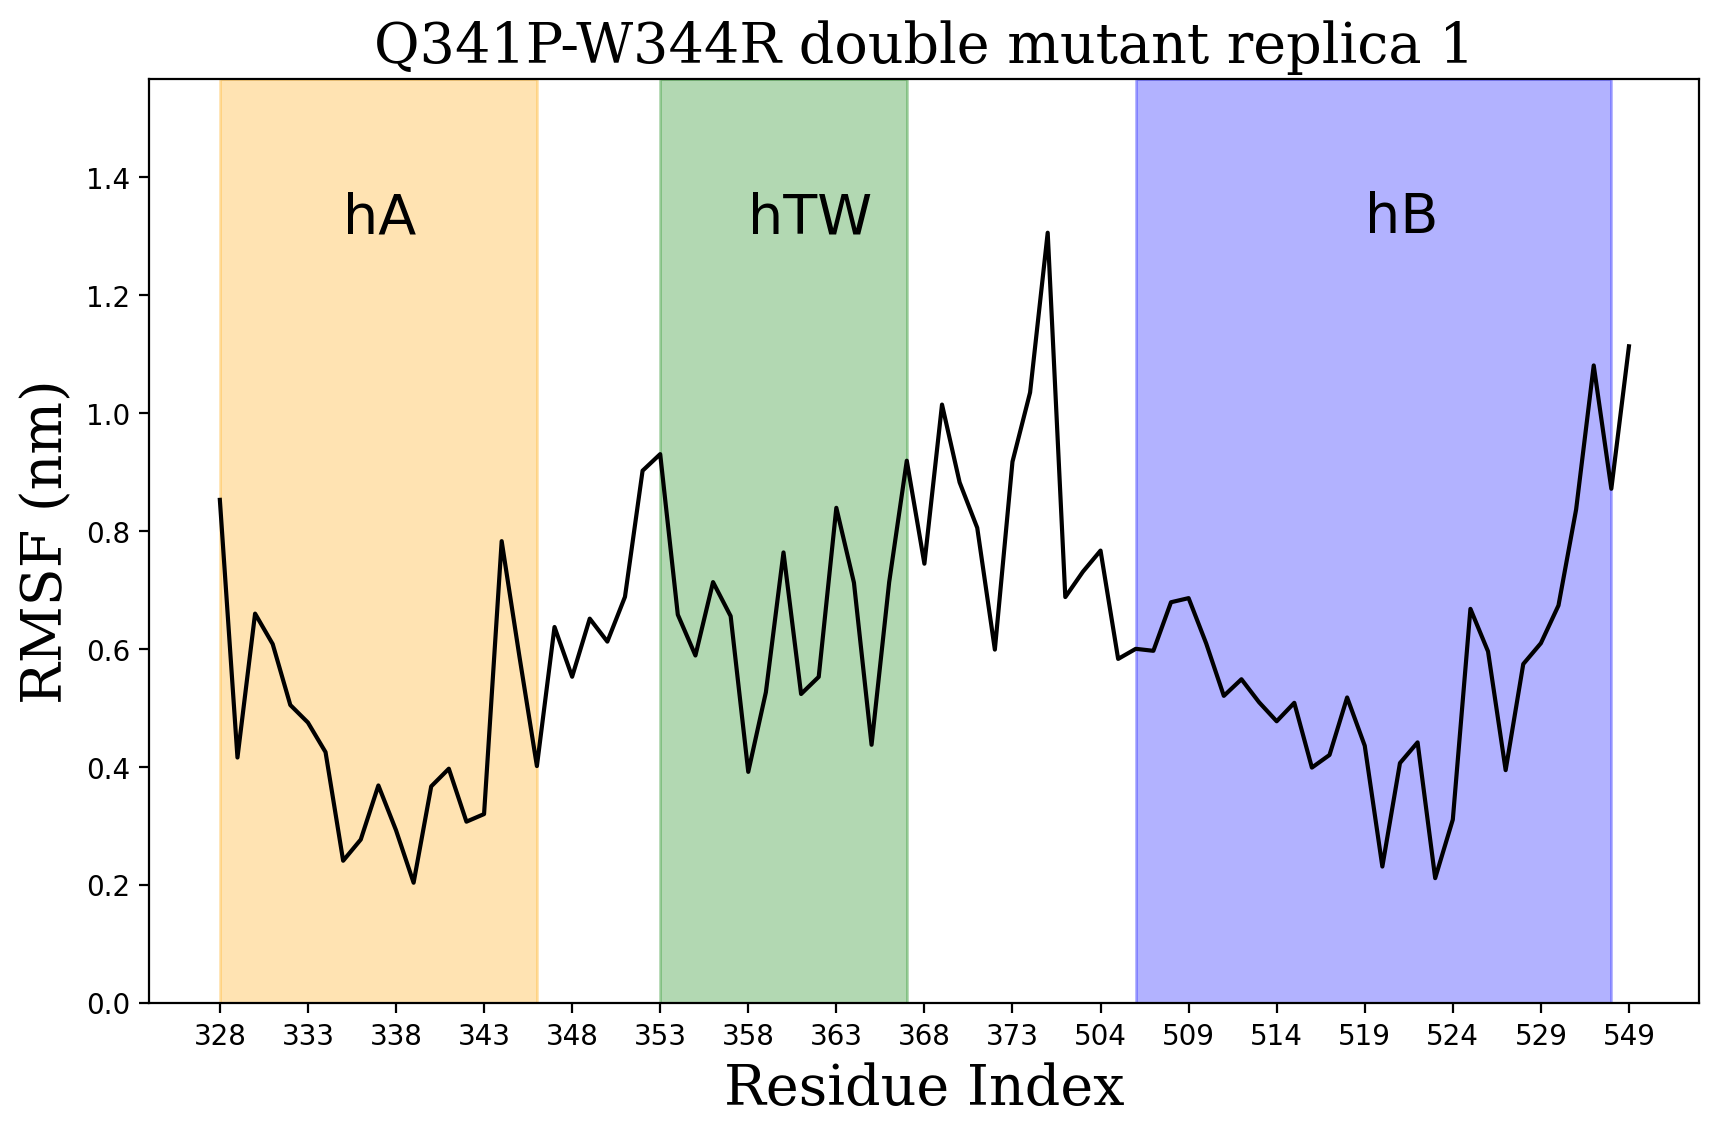 Q341P-W344R double mutant replica 1
1.4
1.2
1.0
0.8
0.6
0.4
0.2
0.0
RMSF (nm)
hA
hTW
hB
328 333 338 343 348 353 358 363 368 373 504 509 514 519 524 529 549
Residue Index